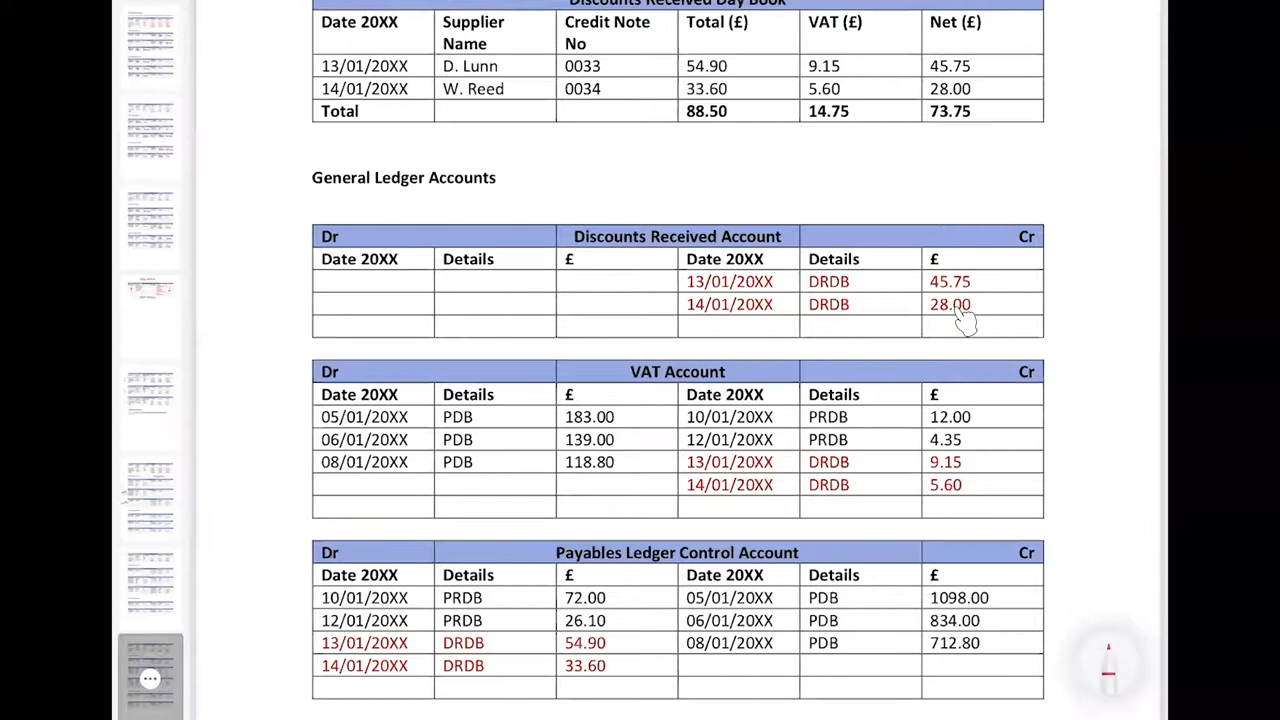 Discounts Received Day Book
Date 20XX Supplier Name Credit Note Total (£) VAT (£) Net (£)
13/01/20XX D. Lunn 0033 54.90 9.15 45.75
14/01/20XX W. Reed 0034 33.60 5.60 28.00
Total 88.50 14. 73.75
General Ledger Accounts
Dr Discounts Received Account Cr
Date 20XX Details £ Date 20XX Details £
13/01/20XX DRDB 45.75
14/01/20XX DRDB 28.00
Dr VAT Account Cr
Date 20XX Details £ Date 20XX Details £
05/01/20XX PDB 183.00 10/01/20XX PRDB 12.00
06/01/20XX PDB 139.00 12/01/20XX PRDB 4.35
08/01/20XX PDB 118.80 13/01/20XX DRDB 9.15
14/01/20XX DRDB 5.60
Dr Payables Ledger Control Account Cr
Date 20XX Details £ Date 20XX Details £
10/01/20XX PRDB 72.00 05/01/20XX PDB 1098.00
12/01/20XX PRDB 26.10 06/01/20XX PDB 834.00
13/01/20XX DRDB 54.90 08/01/20XX PDB 712.80
14/01/20XX DRDB 33.60